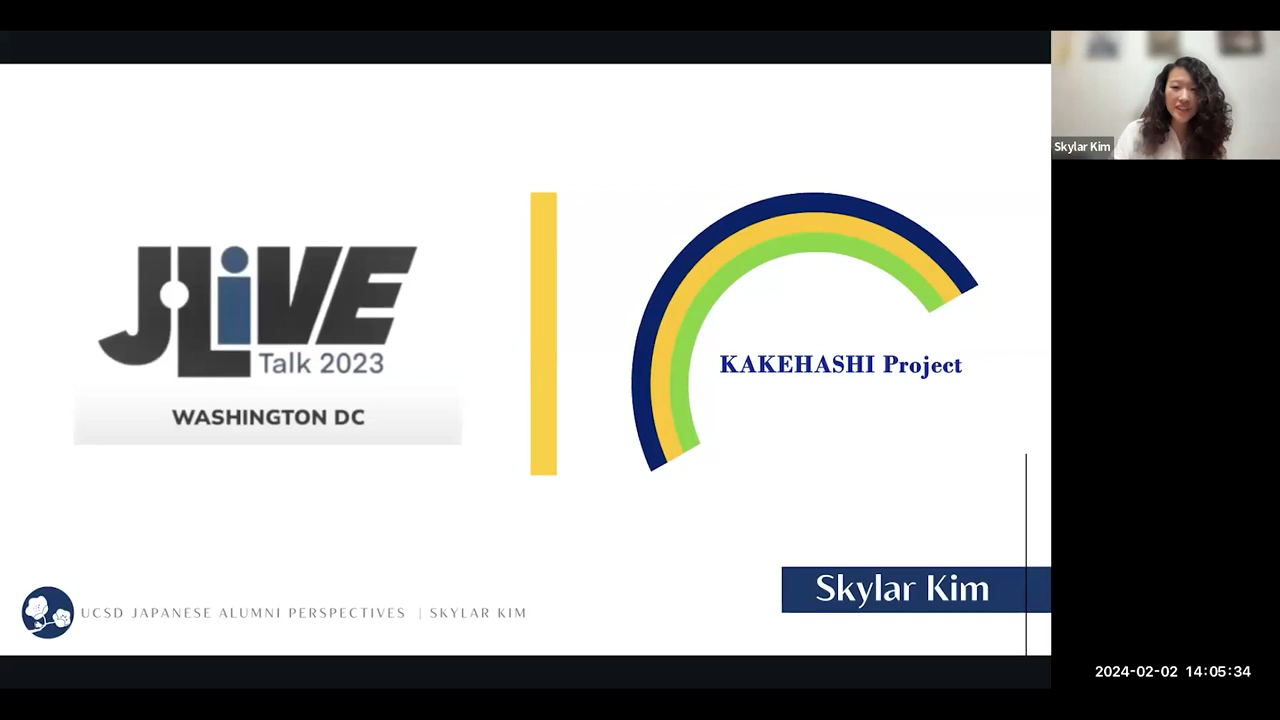 Skylar Kim
JLiVE
Talk 2023
WASHINGTON DC
KAKEHASHI Project
Skylar Kim
UCSD JAPANESE ALUMNI PERSPECTIVES | SKYLAR KIM
2024-02-02 14:05:34